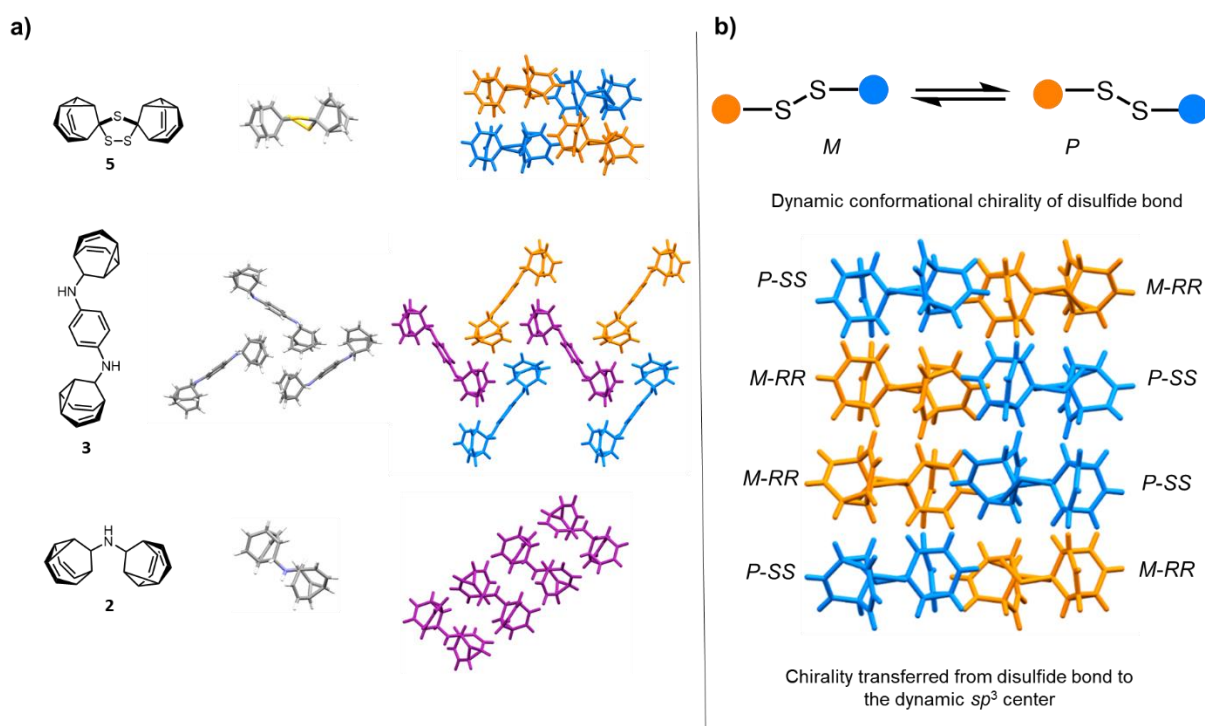 a)
S
S-S
5
HN
NH
3
H
N
2
b)
S
S
S
S
M
P
Dynamic conformational chirality of disulfide bond
P-SS
M-RR
M-RR
P-SS
M-RR
P-SS
P-SS
M-RR
Chirality transferred from disulfide bond to
the dynamic sp³ center